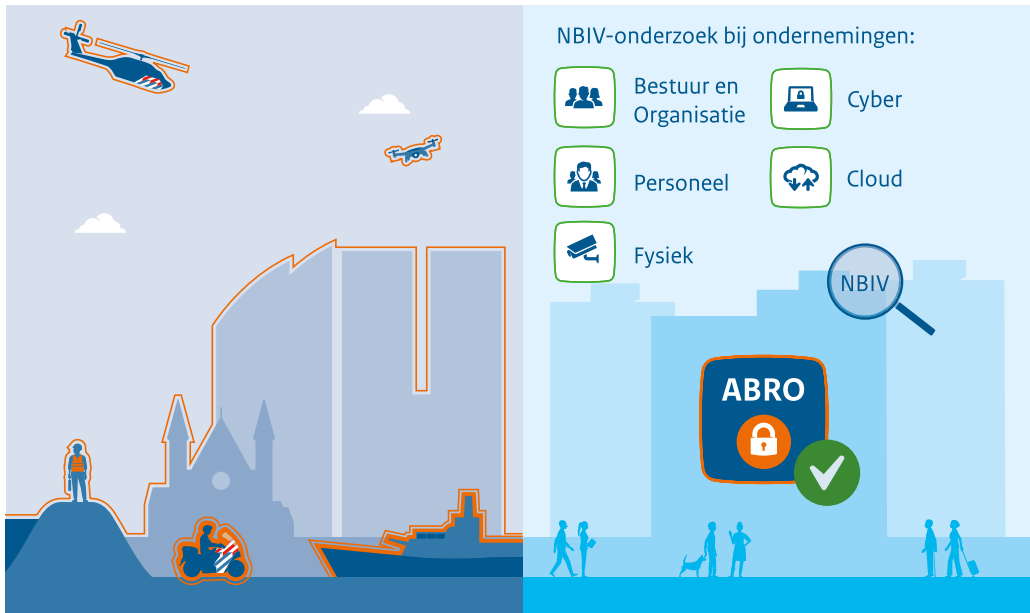 NBIV-onderzoek bij ondernemingen:
Bestuur en
Organisatie
Cyber
Personeel
Cloud
Fysiek
NBIV
ABRO